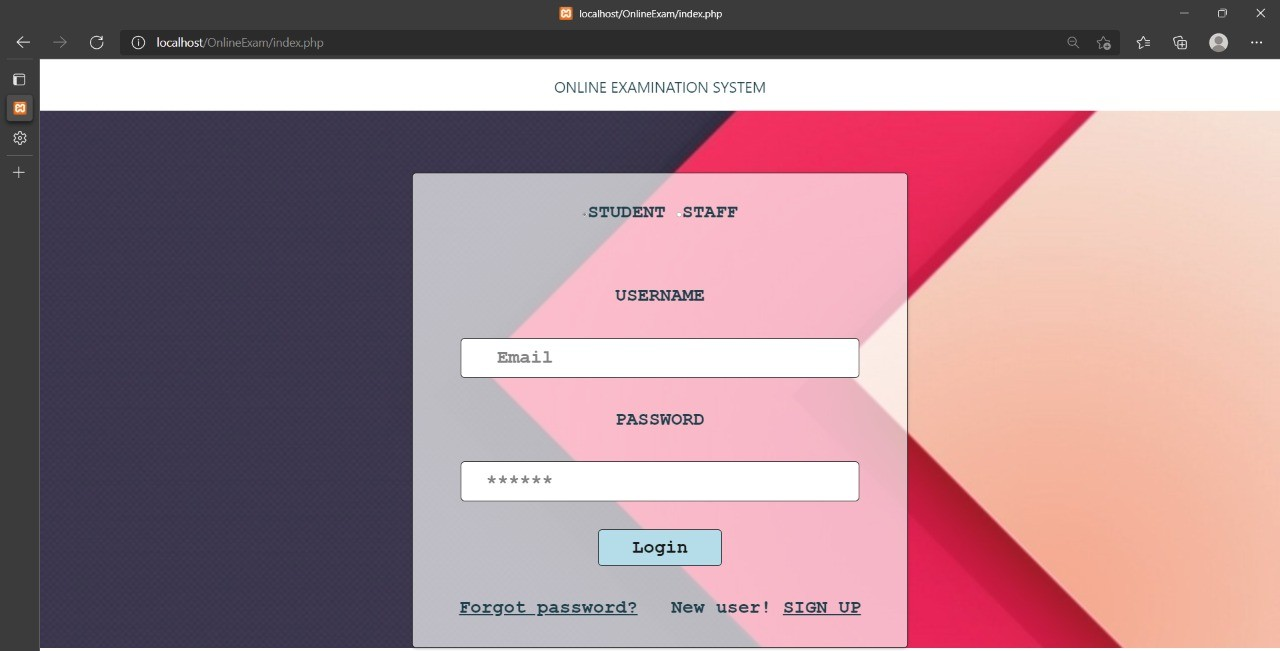 localhost/OnlineExam/index.php
localhost/OnlineExam/index.php
ONLINE EXAMINATION SYSTEM
STUDENT STAFF
USERNAME
Email
PASSWORD
******
Login
Forgot password? New user! SIGN UP